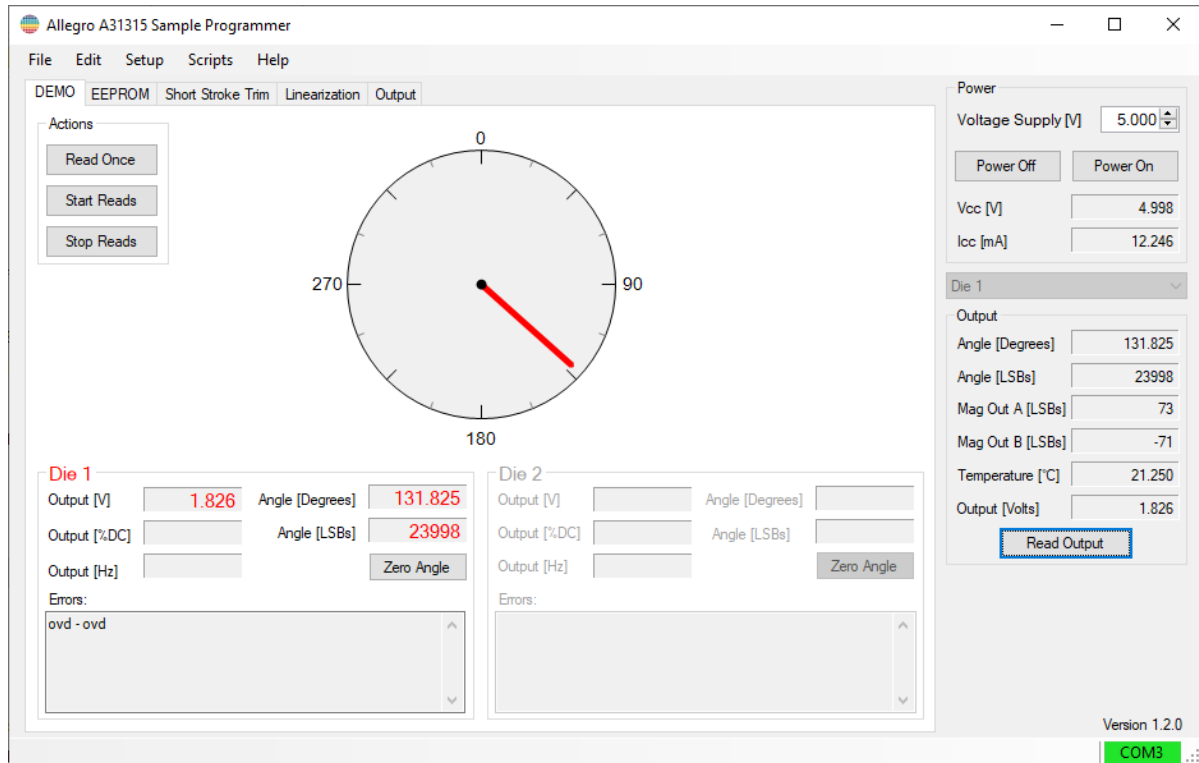 Allegro A31315 Sample Programmer
File Edit Setup Scripts Help
DEMO EEPROM Short Stroke Trim Linearization Output
Actions
Read Once
Start Reads
Stop Reads
0
270
90
180
Die 1
Output [V] 1.826 Angle [Degrees] 131.825
Output [%DC] Angle [LSBs] 23998
Output [Hz] Zero Angle
Errors:
ovd - ovd
Die 2
Output [V] Angle [Degrees]
Output [%DC] Angle [LSBs]
Output [Hz] Zero Angle
Errors:
Power
Voltage Supply [V] 5.000
Power Off Power On
Vcc [V] 4.998
Icc [mA] 12.246
Die 1
Output
Angle [Degrees] 131.825
Angle [LSBs] 23998
Mag Out A [LSBs] 73
Mag Out B [LSBs] -71
Temperature [°C] 21.250
Output [Volts] 1.826
Read Output
Version 1.2.0
COM3